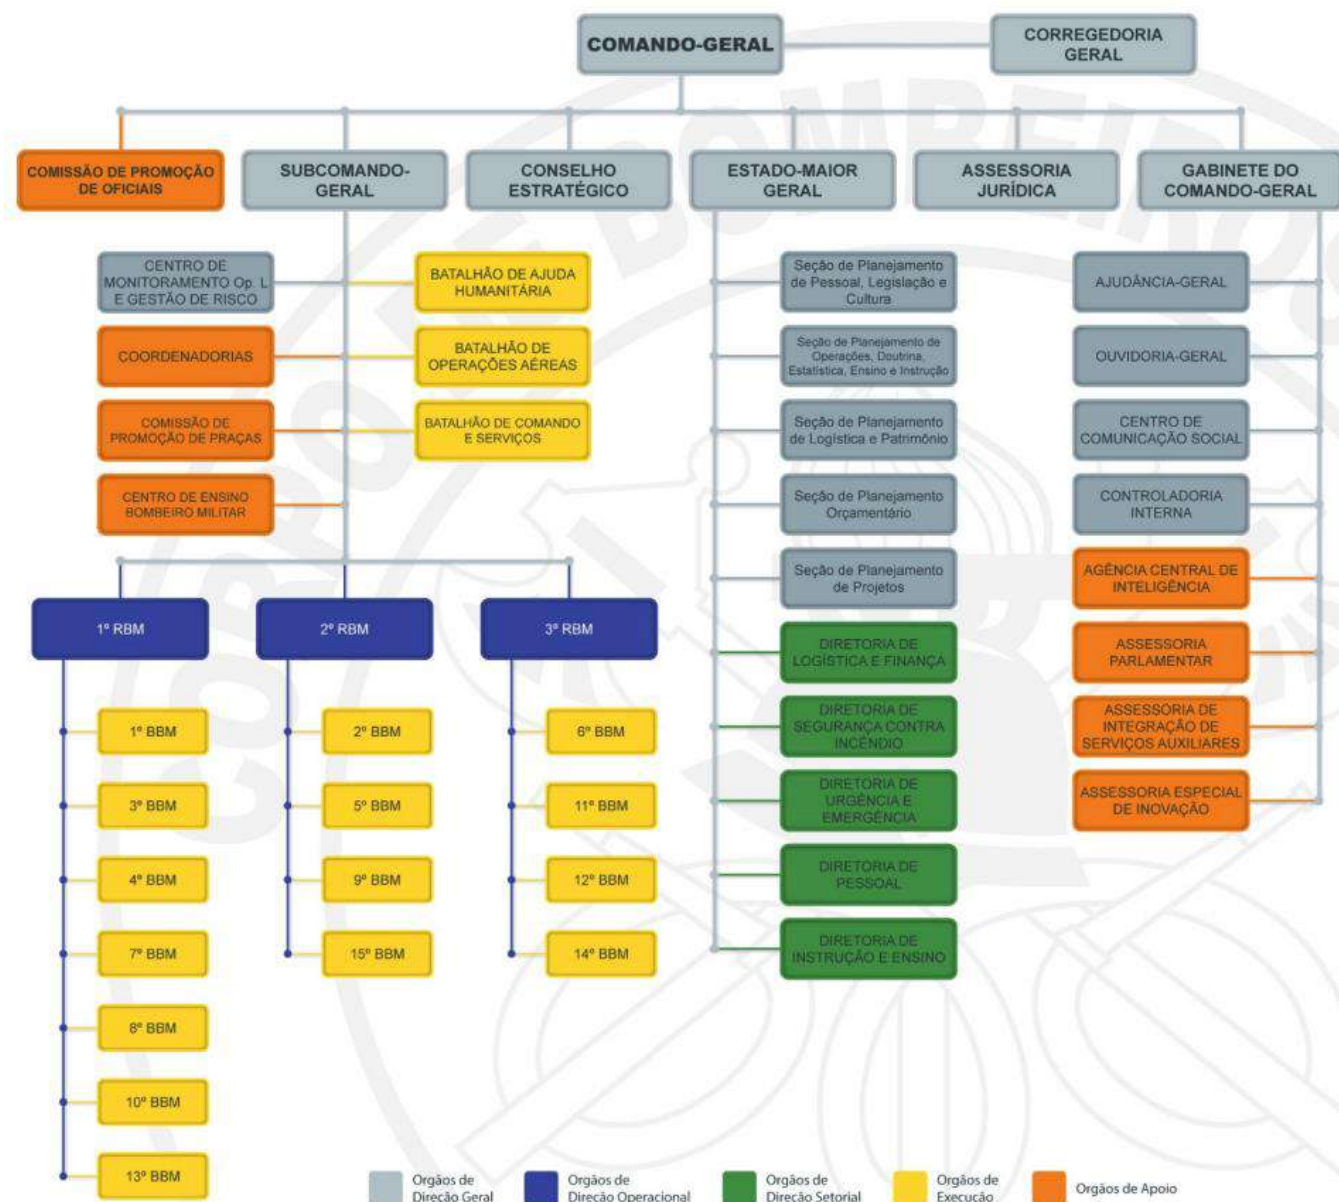 COMANDO-GERAL
CORREGEDORIA
GERAL
COMISSÃO DE PROMOÇÃO
DE OFICIAIS
SUBCOMANDO-
GERAL
CONSELHO
ESTRATÉGICO
ESTADO-MAIOR
GERAL
ASSESSORIA
JURÍDICA
GABINETE DO
COMANDO-GERAL
CENTRO DE
MONITORAMENTO Op. L
E GESTÃO DE RISCO
COORDENADORIAS
COMISSÃO DE
PROMOÇÃO DE PRAÇAS
CENTRO DE ENSINO
BOMBEIRO MILITAR
BATALHÃO DE AJUDA
HUMANITÁRIA
BATALHÃO DE
OPERAÇÕES AÉREAS
BATALHÃO DE COMANDO
E SERVIÇOS
1º RBM
2º RBM
3º RBM
1º BBM
3º BBM
4º BBM
7º BBM
8º BBM
10º BBM
13º BBM
2º BBM
5º BBM
9º BBM
15º BBM
6º BBM
11º BBM
12º BBM
14º BBM
Seção de Planejamento
de Pessoal, Legislação e
Cultura
Seção de Planejamento de
Operações, Doutrina,
Estatística, Ensino e Instrução
Seção de Planejamento
de Logística e Patrimônio
Seção de Planejamento
Orçamentário
Seção de Planejamento
de Projetos
DIRETORIA DE
LOGÍSTICA E FINANÇA
DIRETORIA DE
SEGURANÇA CONTRA
INCÊNDIO
DIRETORIA DE
URGÊNCIA E
EMERGÊNCIA
DIRETORIA DE
PESSOAL
DIRETORIA DE
INSTRUÇÃO E ENSINO
AJUDÂNCIA-GERAL
OUVIDORIA-GERAL
CENTRO DE
COMUNICAÇÃO SOCIAL
CONTROLADORIA
INTERNA
AGÊNCIA CENTRAL DE
INTELIGÊNCIA
ASSESSORIA
PARLAMENTAR
ASSESSORIA DE
INTEGRAÇÃO DE
SERVIÇOS AUXILIARES
ASSESSORIA ESPECIAL
DE INOVAÇÃO
Orgãos de
Direção Geral
Orgãos de
Direção Operacional
Orgãos de
Direção Setorial
Orgãos de
Execução
Orgãos de Apoio
CORPO DE BOMBEIROS